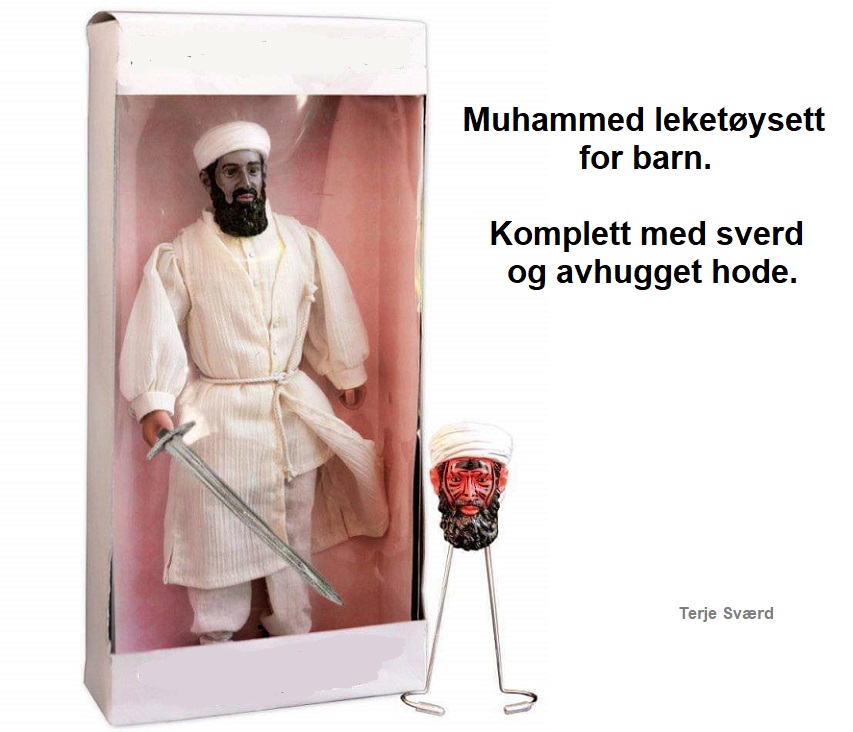 Muhammed leketøysett
for barn.
Komplett med sverd
og avhugget hode.
Terje Sværd